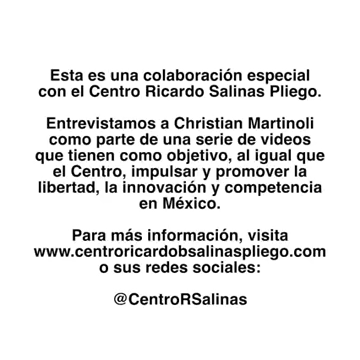 Esta es una colaboración especial
con el Centro Ricardo Salinas Pliego.
Entrevistamos a Christian Martinoli
como parte de una serie de videos
que tienen como objetivo, al igual que
el Centro, impulsar y promover la
libertad, la innovación y competencia
en México.
Para más información, visita
www.centroricardobsalinaspliego.com
o sus redes sociales:
@CentroRSalinas